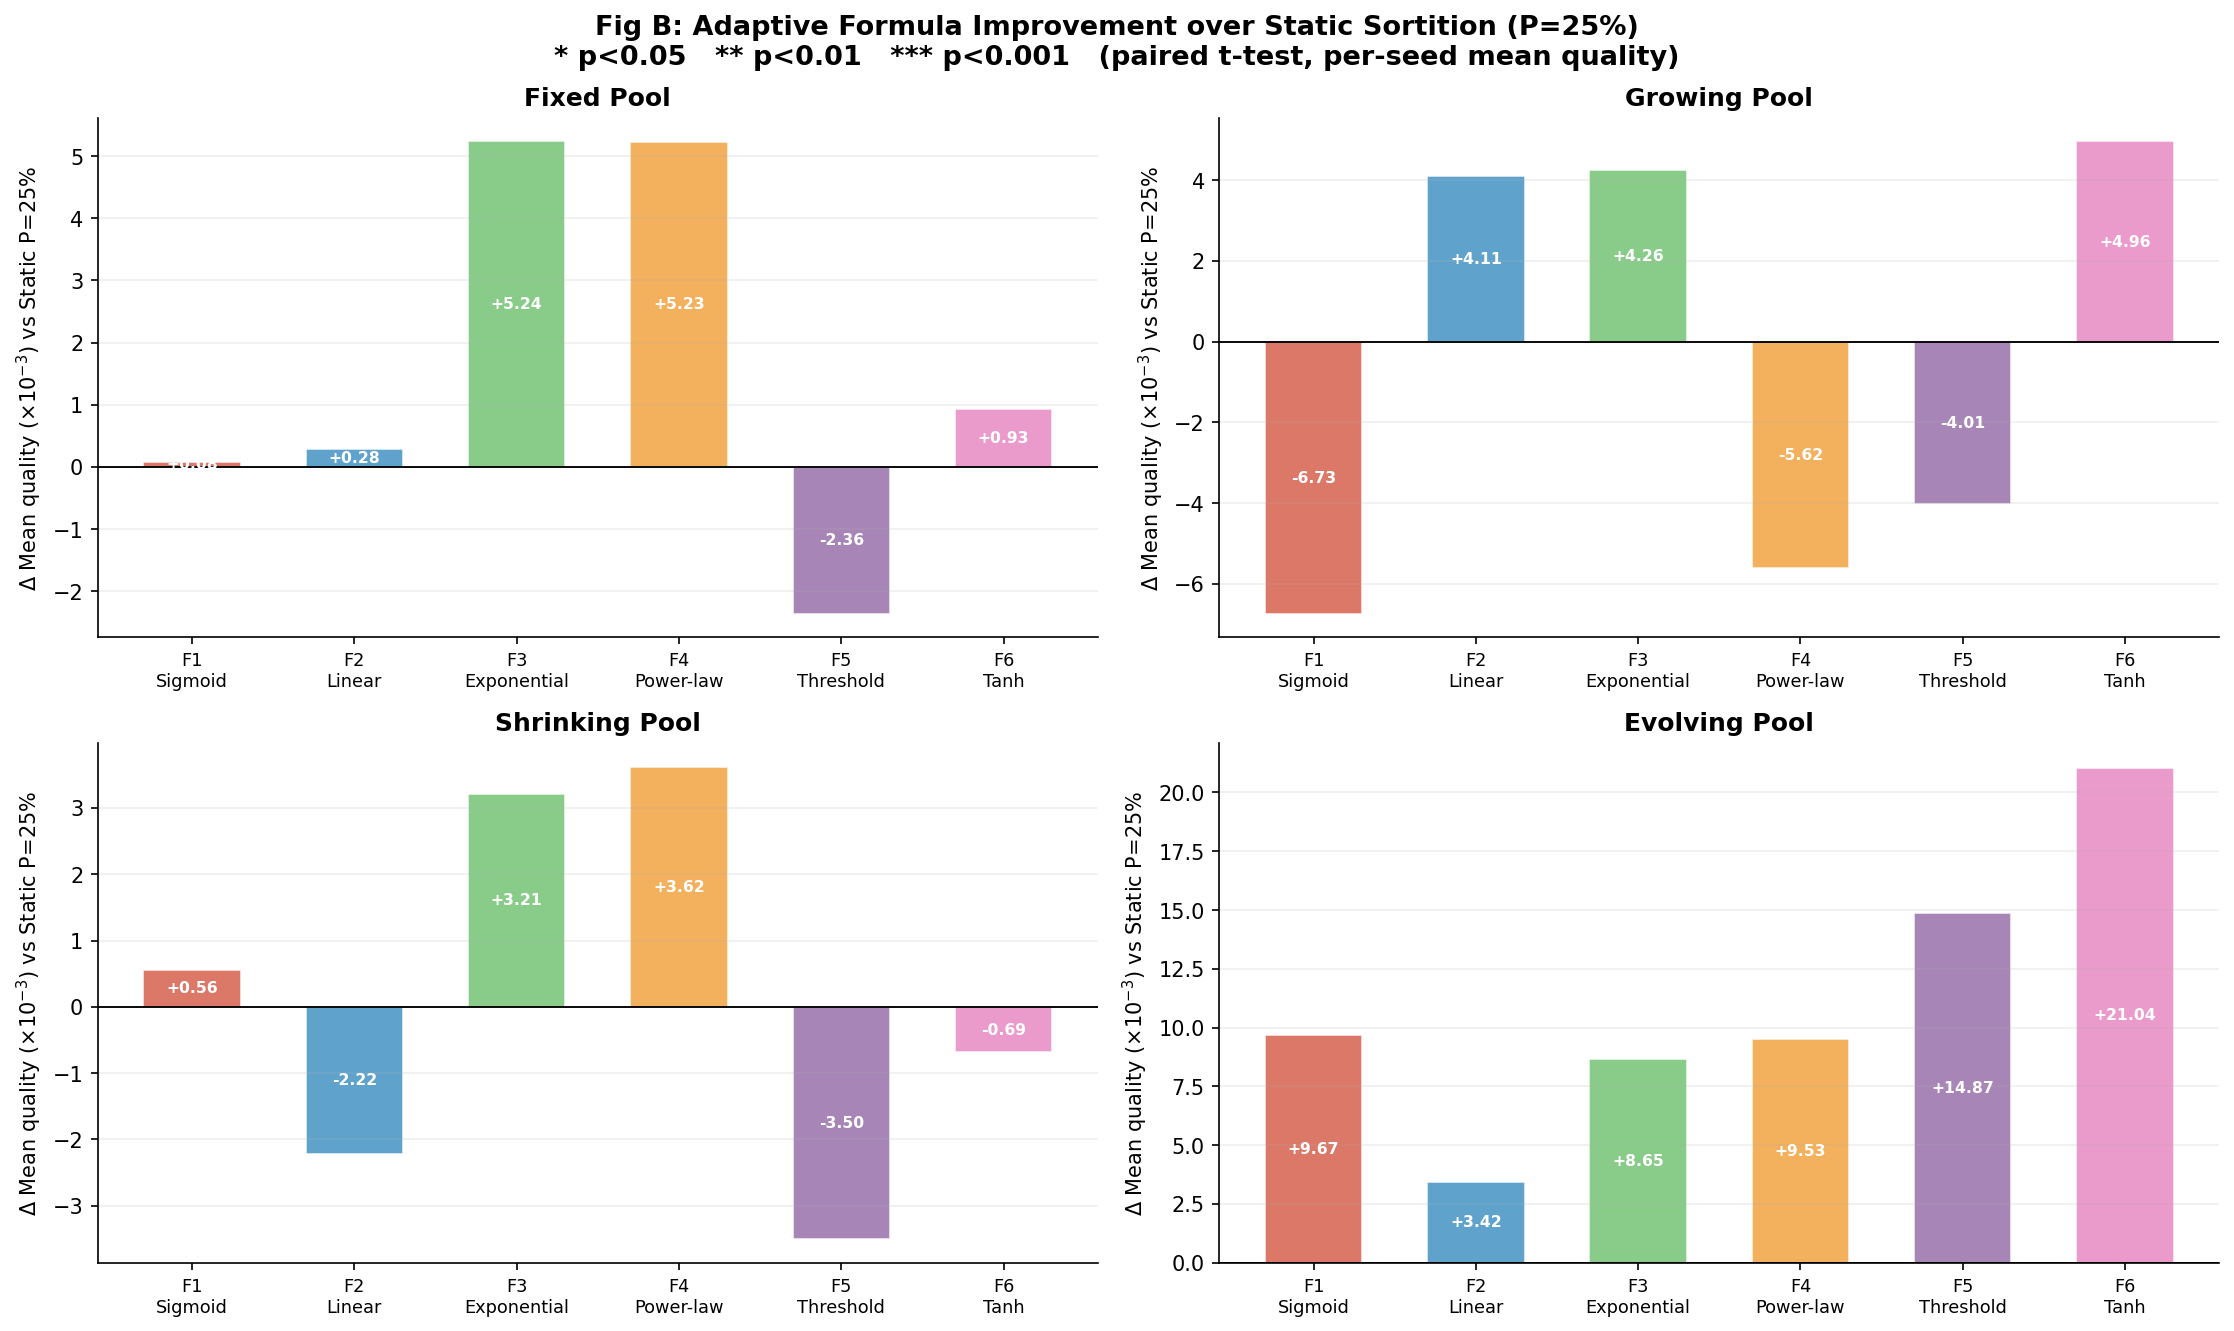 Fig B: Adaptive Formula Improvement over Static Sortition (P=25%)
* p<0.05   ** p<0.01   *** p<0.001   (paired t-test, per-seed mean quality)
Fixed Pool
Δ Mean quality (×10⁻³) vs Static P=25%
5
4
3
2
1
0
−1
−2
+0.28
+5.24
+5.23
-2.36
+0.93
F1 Sigmoid
F2 Linear
F3 Exponential
F4 Power-law
F5 Threshold
F6 Tanh
Growing Pool
Δ Mean quality (×10⁻³) vs Static P=25%
4
2
0
−2
−4
−6
-6.73
+4.11
+4.26
-5.62
-4.01
+4.96
F1 Sigmoid
F2 Linear
F3 Exponential
F4 Power-law
F5 Threshold
F6 Tanh
Shrinking Pool
Δ Mean quality (×10⁻³) vs Static P=25%
3
2
1
0
−1
−2
−3
+0.56
-2.22
+3.21
+3.62
-3.50
-0.69
F1 Sigmoid
F2 Linear
F3 Exponential
F4 Power-law
F5 Threshold
F6 Tanh
Evolving Pool
Δ Mean quality (×10⁻³) vs Static P=25%
20.0
17.5
15.0
12.5
10.0
7.5
5.0
2.5
0.0
+9.67
+3.42
+8.65
+9.53
+14.87
+21.04
F1 Sigmoid
F2 Linear
F3 Exponential
F4 Power-law
F5 Threshold
F6 Tanh